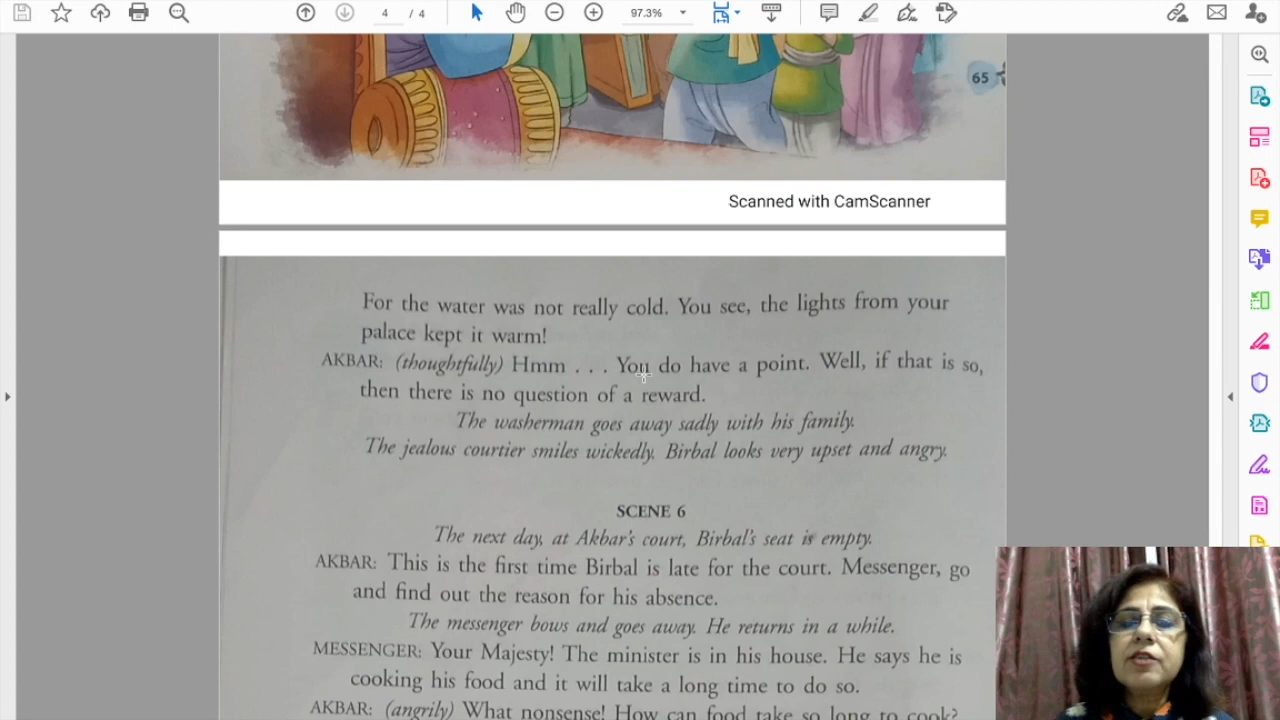 4 / 4
97.3%
65
Scanned with CamScanner
For the water was not really cold. You see, the lights from your
palace kept it warm!
AKBAR: (thoughtfully) Hmm . . . You do have a point. Well, if that is so,
then there is no question of a reward.
The washerman goes away sadly with his family.
The jealous courtier smiles wickedly. Birbal looks very upset and angry.
SCENE 6
The next day, at Akbar's court, Birbal's seat is empty.
AKBAR: This is the first time Birbal is late for the court. Messenger, go
and find out the reason for his absence.
The messenger bows and goes away. He returns in a while.
MESSENGER: Your Majesty! The minister is in his house. He says he is
cooking his food and it will take a long time to do so.
AKBAR: (angrily) What nonsense! How can food take so long to cook?